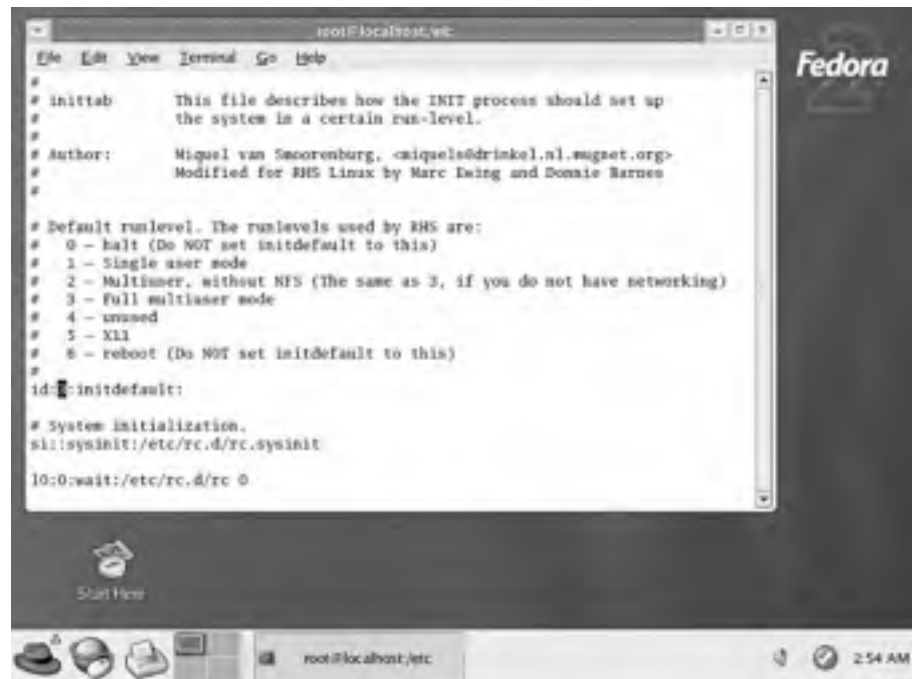 root@localhost:/etc
File Edit View Terminal Go Help
#
# inittab This file describes how the INIT process should set up
# the system in a certain run-level.
#
# Author: Miquel van Smoorenburg, <miquels@drinkel.nl.mugnet.org>
# Modified for RHS Linux by Marc Ewing and Donnie Barnes
#
# Default runlevel. The runlevels used by RHS are:
# 0 - halt (Do NOT set initdefault to this)
# 1 - Single user mode
# 2 - Multiuser, without NFS (The same as 3, if you do not have networking)
# 3 - Full multiuser mode
# 4 - unused
# 5 - X11
# 6 - reboot (Do NOT set initdefault to this)
#
id: :initdefault:
# System initialization.
si::sysinit:/etc/rc.d/rc.sysinit
l0:0:wait:/etc/rc.d/rc 0
Fedora
2
Start Here
root@localhost:/etc
2:54 AM